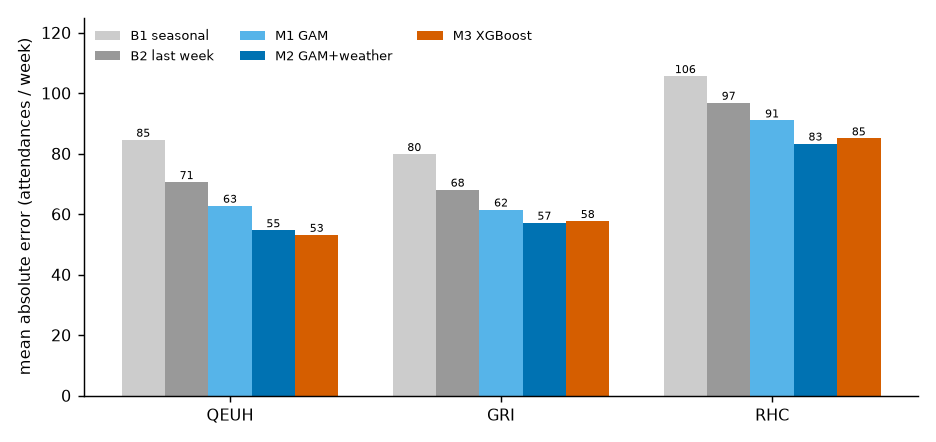 B1 seasonal
B2 last week
M1 GAM
M2 GAM+weather
M3 XGBoost
mean absolute error (attendances / week)
120
100
80
60
40
20
0
85
71
63
55
53
80
68
62
57
58
106
97
91
83
85
QEUH
GRI
RHC